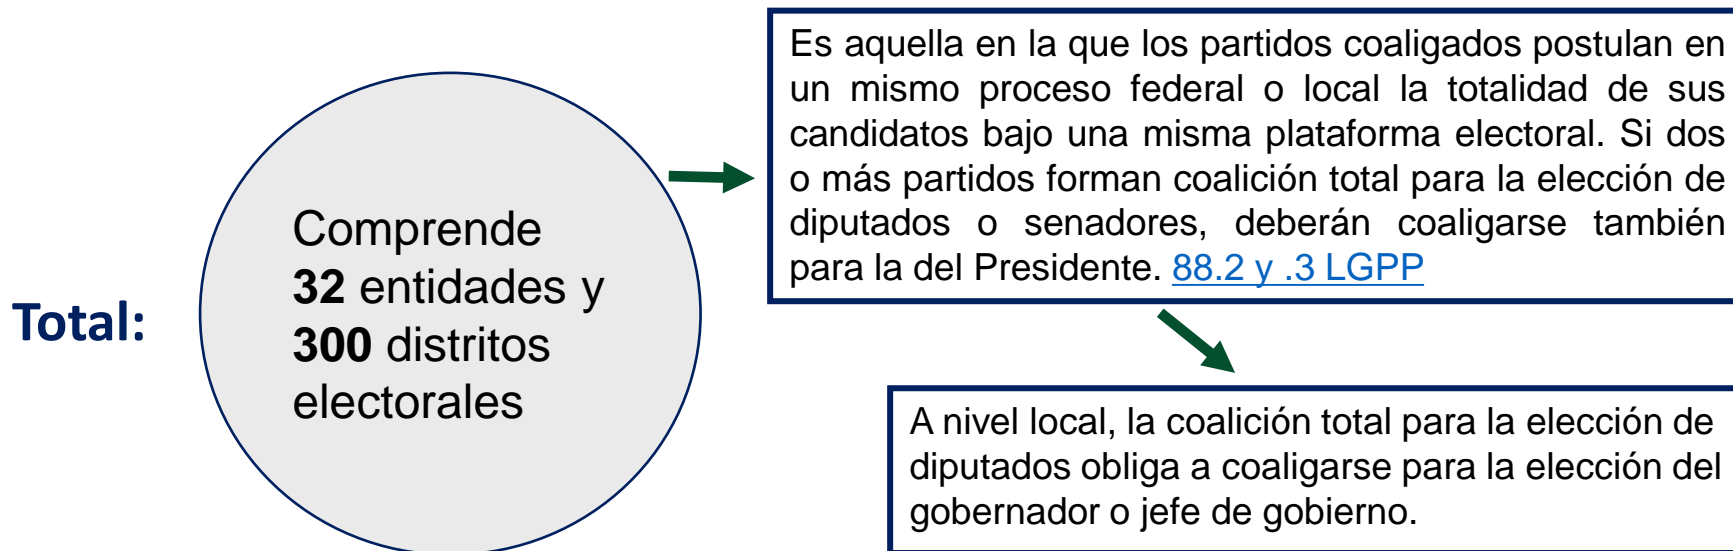 Total:
Comprende
32 entidades y
300 distritos
electorales
Es aquella en la que los partidos coaligados postulan en
un mismo proceso federal o local la totalidad de sus
candidatos bajo una misma plataforma electoral. Si dos
o más partidos forman coalición total para la elección de
diputados o senadores, deberán coaligarse también
para la del Presidente. 88.2 y .3 LGPP
A nivel local, la coalición total para la elección de
diputados obliga a coaligarse para la elección del
gobernador o jefe de gobierno.